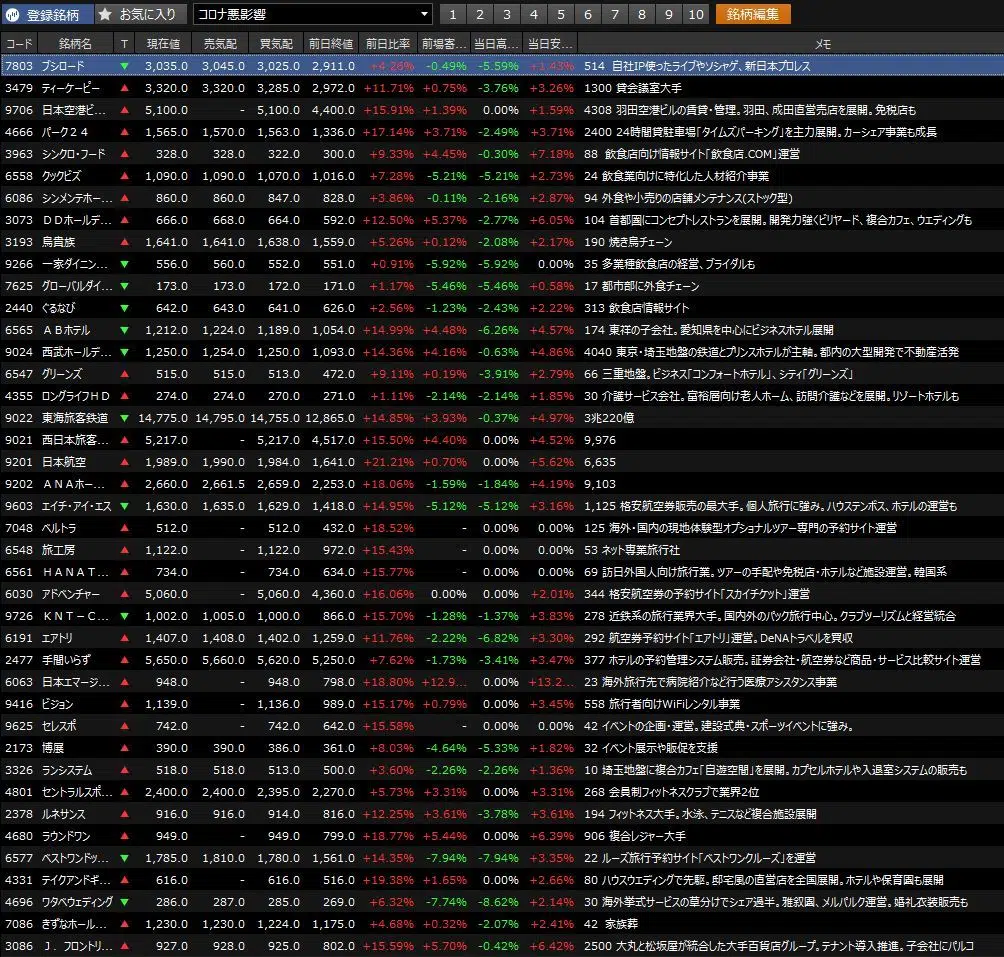 登録銘柄 お気に入り コロナ悪影響 1 2 3 4 5 6 7 8 9 10 銘柄編集
コード 銘柄名 T 現在値 売気配 買気配 前日終値 前日比率 前場寄... 当日高... 当日安... メモ
7803 ブシロード ▼ 3,035.0 3,045.0 3,025.0 2,911.0 +4.26% -0.49% -5.59% +1.43% 514 自社IP使ったライブやソシャゲ、新日本プロレス
3479 ティーケーピー ▲ 3,320.0 3,320.0 3,285.0 2,972.0 +11.71% +0.75% -3.76% +3.26% 1300 貸会議室大手
9706 日本空港ビ... ▲ 5,100.0 - 5,100.0 4,400.0 +15.91% +1.39% 0.00% +1.59% 4308 羽田空港ビルの賃貸・管理。羽田、成田直営売店を展開。免税店も
4666 パーク２４ ▲ 1,565.0 1,570.0 1,563.0 1,336.0 +17.14% +3.71% -2.49% +3.71% 2400 24時間貸駐車場「タイムズパーキング」を主力展開。カーシェア事業も成長
3963 シンクロ・フード ▲ 328.0 328.0 322.0 300.0 +9.33% +4.45% -0.30% +7.18% 88 飲食店向け情報サイト「飲食店.COM」運営
6558 クックビズ ▲ 1,090.0 1,090.0 1,070.0 1,016.0 +7.28% -5.21% -5.21% +2.73% 24 飲食業向けに特化した人材紹介事業
6086 シンメンテホー... ▲ 860.0 860.0 847.0 828.0 +3.86% -0.11% -2.16% +2.87% 94 外食や小売りの店舗メンテナンス(ストック型)
3073 ＤＤホールデ... ▲ 666.0 668.0 664.0 592.0 +12.50% +5.37% -2.77% +6.05% 104 首都圏にコンセプトレストランを展開。開発力強くビリヤード、複合カフェ、ウエディングも
3193 鳥貴族 ▲ 1,641.0 1,641.0 1,638.0 1,559.0 +5.26% +0.12% -2.08% +2.17% 190 焼き鳥チェーン
9266 一家ダイニン... ▼ 556.0 560.0 552.0 551.0 +0.91% -5.92% -5.92% 0.00% 35 多業種飲食店の経営、ブライダルも
7625 グローバルダイ... ▼ 173.0 173.0 172.0 171.0 +1.17% -5.46% -5.46% +0.58% 17 都市部に外食チェーン
2440 ぐるなび ▼ 642.0 643.0 641.0 626.0 +2.56% -1.23% -2.43% +2.22% 313 飲食店情報サイト
6565 ＡＢホテル ▼ 1,212.0 1,224.0 1,189.0 1,054.0 +14.99% +4.48% -6.26% +4.57% 174 東祥の子会社。愛知県を中心にビジネスホテル展開
9024 西武ホールデ... ▼ 1,250.0 1,254.0 1,250.0 1,093.0 +14.36% +4.16% -0.63% +4.86% 4040 東京・埼玉地盤の鉄道とプリンスホテルが主軸。都内の大型開発で不動産活発
6547 グリーンズ ▲ 515.0 515.0 513.0 472.0 +9.11% +0.19% -3.91% +2.79% 66 三重地盤。ビジネス「コンフォートホテル」、シティ「グリーンズ」
4355 ロングライフＨＤ ▲ 274.0 274.0 270.0 271.0 +1.11% -2.14% -2.14% +1.85% 30 介護サービス会社。富裕層向け老人ホーム、訪問介護などを展開。リゾートホテルも
9022 東海旅客鉄道 ▼ 14,775.0 14,795.0 14,755.0 12,865.0 +14.85% +3.93% -0.37% +4.97% 3兆220億
9021 西日本旅客... ▲ 5,217.0 - 5,217.0 4,517.0 +15.50% +4.40% 0.00% +4.52% 9,976
9201 日本航空 ▲ 1,989.0 1,990.0 1,984.0 1,641.0 +21.21% +0.70% 0.00% +5.62% 6,635
9202 ＡＮＡホー... ▲ 2,660.0 2,661.5 2,659.0 2,253.0 +18.06% -1.59% -1.84% +4.19% 9,103
9603 エイチ・アイ・エス ▼ 1,630.0 1,635.0 1,629.0 1,418.0 +14.95% -5.12% -5.12% +3.16% 1,125 格安航空券販売の最大手。個人旅行に強み。ハウステンボス、ホテルの運営も
7048 ベルトラ ▲ 512.0 - 512.0 432.0 +18.52% - 0.00% 0.00% 125 海外・国内の現地体験型オプショナルツアー専門の予約サイト運営
6548 旅工房 ▲ 1,122.0 - 1,122.0 972.0 +15.43% - 0.00% 0.00% 53 ネット専業旅行社
6561 ＨＡＮＡＴ... ▲ 734.0 - 734.0 634.0 +15.77% - 0.00% 0.00% 69 訪日外国人向け旅行業。ツアーの手配や免税店・ホテルなど施設運営。韓国系
6030 アドベンチャー ▲ 5,060.0 - 5,060.0 4,360.0 +16.06% 0.00% 0.00% +2.01% 344 格安航空券の予約サイト「スカイチケット」運営
9726 ＫＮＴ－Ｃ... ▼ 1,002.0 1,005.0 1,000.0 866.0 +15.70% -1.28% -1.37% +3.83% 278 近鉄系の旅行業界大手。国内外のパック旅行中心。クラブツーリズムと経営統合
6191 エアトリ ▲ 1,407.0 1,408.0 1,402.0 1,259.0 +11.76% -2.22% -6.82% +3.30% 292 航空券予約サイト「エアトリ」運営。DeNAトラベルを買収
2477 手間いらず ▲ 5,650.0 5,660.0 5,620.0 5,250.0 +7.62% -1.73% -3.41% +3.47% 377 ホテルの予約管理システム販売。証券会社・航空券など商品・サービス比較サイト運営
6063 日本エマージ... ▲ 948.0 - 948.0 798.0 +18.80% +12.9... 0.00% +13.2... 23 海外旅行先で病院紹介など行う医療アシスタンス事業
9416 ビジョン ▲ 1,139.0 - 1,136.0 989.0 +15.17% +0.79% 0.00% +3.45% 558 旅行者向けWiFiレンタル事業
9625 セレスポ ▲ 742.0 - 742.0 642.0 +15.58% - 0.00% 0.00% 42 イベントの企画・運営。建設式典・スポーツイベントに強み。
2173 博展 ▲ 390.0 390.0 386.0 361.0 +8.03% -4.64% -5.33% +1.82% 32 イベント展示や販促を支援
3326 ランシステム ▲ 518.0 518.0 513.0 500.0 +3.60% -2.26% -2.26% +1.36% 10 埼玉地盤に複合カフェ「自遊空間」を展開。カプセルホテルや入退室システムの販売も
4801 セントラルスポ... ▲ 2,400.0 2,400.0 2,395.0 2,270.0 +5.73% +3.31% 0.00% +3.31% 268 会員制フィットネスクラブで業界2位
2378 ルネサンス ▲ 916.0 916.0 914.0 816.0 +12.25% +3.61% -3.78% +3.61% 194 フィットネス大手。水泳、テニスなど複合施設展開
4680 ラウンドワン ▲ 949.0 - 949.0 799.0 +18.77% +5.44% 0.00% +6.39% 906 複合レジャー大手
6577 ベストワンドッ... ▼ 1,785.0 1,810.0 1,780.0 1,561.0 +14.35% -7.94% -7.94% +3.35% 22 ルーズ旅行予約サイト「ベストワンクルーズ」を運営
4331 テイクアンドギ... ▲ 616.0 - 616.0 516.0 +19.38% +1.65% 0.00% +2.66% 80 ハウスウエディングで先駆。邸宅風の直営店を全国展開。ホテルや保育園も展開
4696 ワタベウェディング ▼ 286.0 287.0 285.0 269.0 +6.32% -7.74% -8.62% +2.14% 30 海外挙式サービスの草分けでシェア過半。雅叙園、メルパルク運営。婚礼衣装販売も
7086 きずなホール... ▲ 1,230.0 1,230.0 1,224.0 1,175.0 +4.68% +0.32% -2.07% +2.41% 42 家族葬
3086 Ｊ．フロントリ... ▲ 927.0 928.0 925.0 802.0 +15.59% +5.70% -0.42% +6.42% 2500 大丸と松坂屋が統合した大手百貨店グループ。テナント導入推進。子会社にパルコ